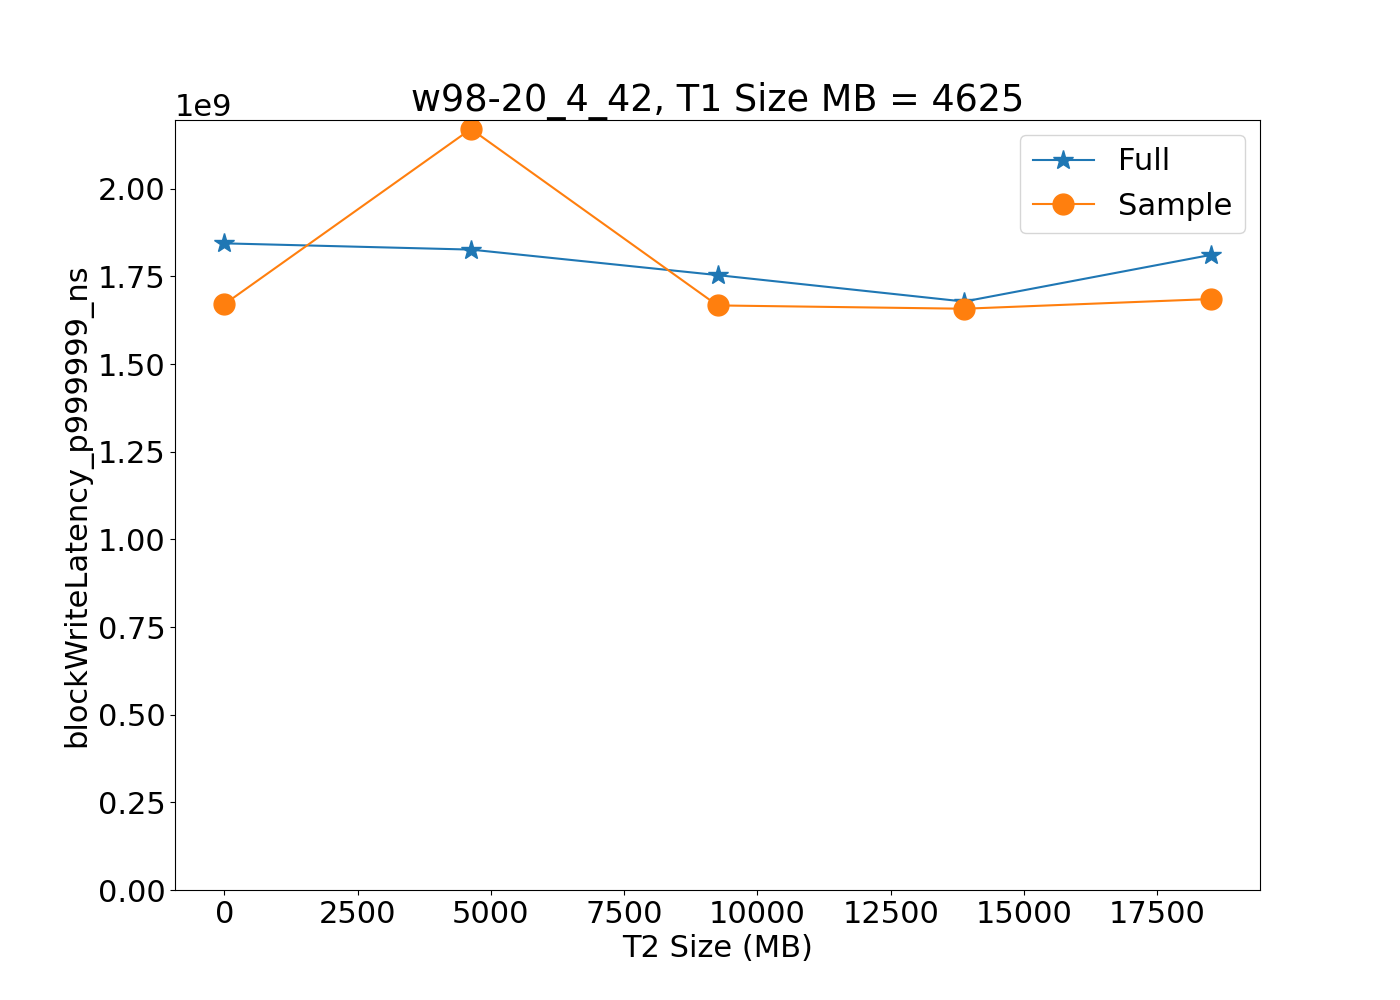 w98-20_4_42, T1 Size MB = 4625
1e9
Full
Sample
2.00
1.75
1.50
1.25
1.00
0.75
0.50
0.25
0.00
blockWriteLatency_p999999_ns
0 2500 5000 7500 10000 12500 15000 17500
T2 Size (MB)